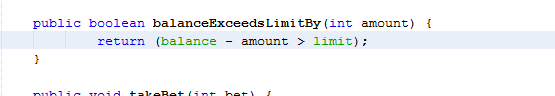 public boolean balanceExceedsLimitBy(int amount) {
return (balance - amount > limit);
}
public void takeBet(int bet) {